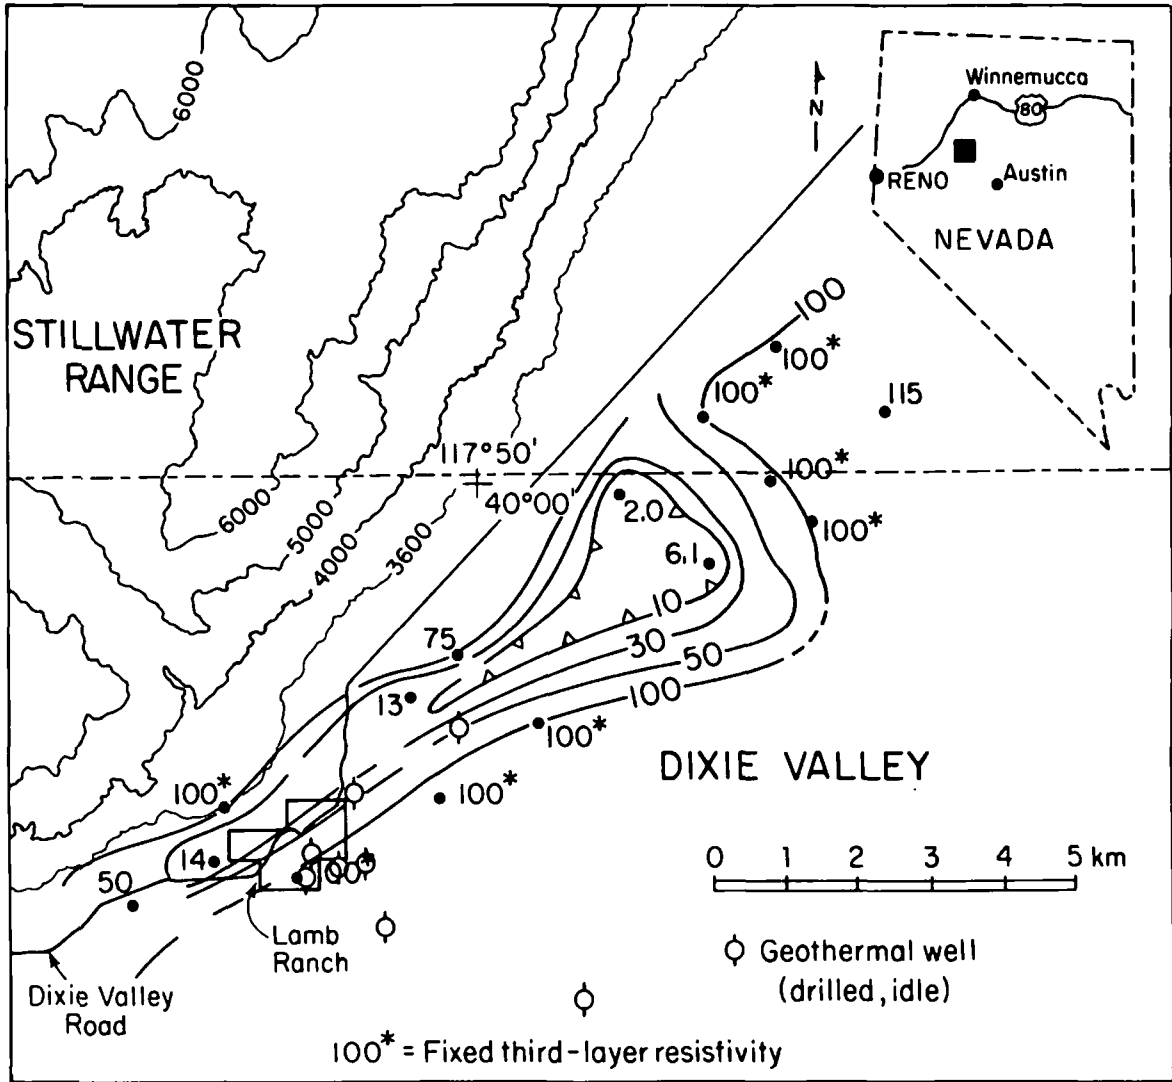 6000
N
Winnemucca
80
RENO
Austin
NEVADA
STILLWATER
RANGE
100
100*
100*
115
117°50'
40°00'
100*
6000
5000
4000
3600
2.0
100*
6.1
10
30
50
100
75
13
100*
DIXIE VALLEY
100*
100*
14
50
0 1 2 3 4 5 km
Lamb
Ranch
Dixie Valley
Road
Geothermal well
(drilled, idle)
100* = Fixed third-layer resistivity